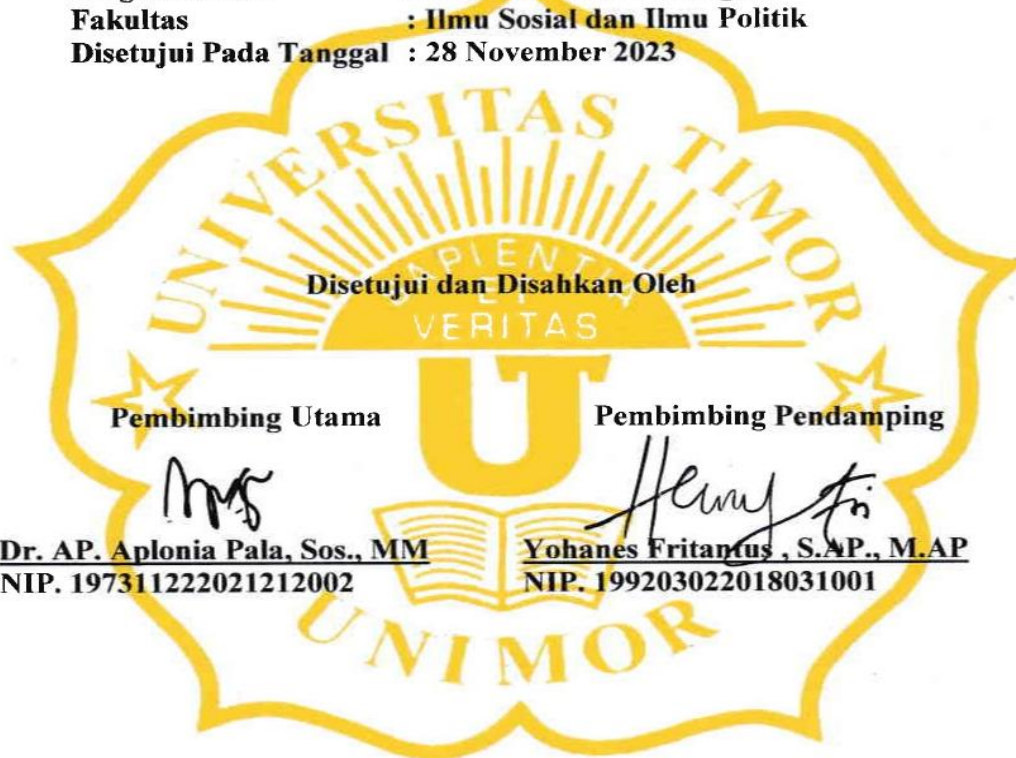 Fakultas : Ilmu Sosial dan Ilmu Politik
Disetujui Pada Tanggal : 28 November 2023
UNIVERSITAS TIMOR
SAPIENTIA
ET
VERITAS
Disetujui dan Disahkan Oleh
UT
Pembimbing Utama Pembimbing Pendamping
Dr. AP. Aplonia Pala, Sos., MM Yohanes Fritantus , S.AP., M.AP
NIP. 197311222021212002 NIP. 199203022018031001
UNIMOR